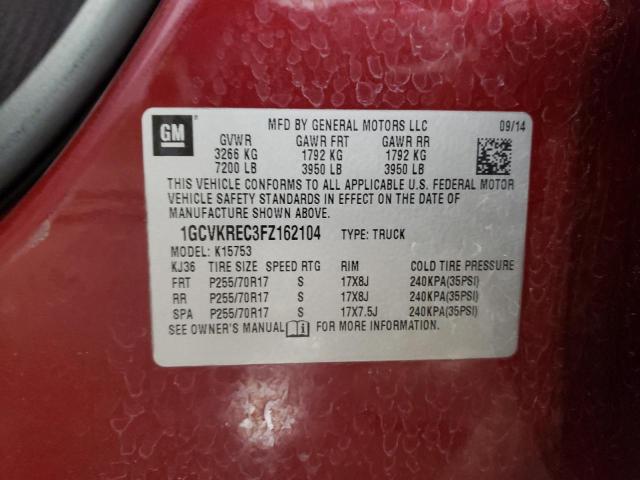 GM
MFD BY GENERAL MOTORS LLC 09/14
GVWR GAWR FRT GAWR RR
3266 KG 1792 KG 1792 KG
7200 LB 3950 LB 3950 LB
THIS VEHICLE CONFORMS TO ALL APPLICABLE U.S. FEDERAL MOTOR
VEHICLE SAFETY STANDARDS IN EFFECT ON THE DATE OF
MANUFACTURE SHOWN ABOVE.
1GCVKREC3FZ162104 TYPE: TRUCK
MODEL: K15753
KJ36 TIRE SIZE SPEED RTG RIM COLD TIRE PRESSURE
FRT P255/70R17 S 17X8J 240KPA(35PSI)
RR P255/70R17 S 17X8J 240KPA(35PSI)
SPA P255/70R17 S 17X7.5J 240KPA(35PSI)
SEE OWNER'S MANUAL FOR MORE INFORMATION.